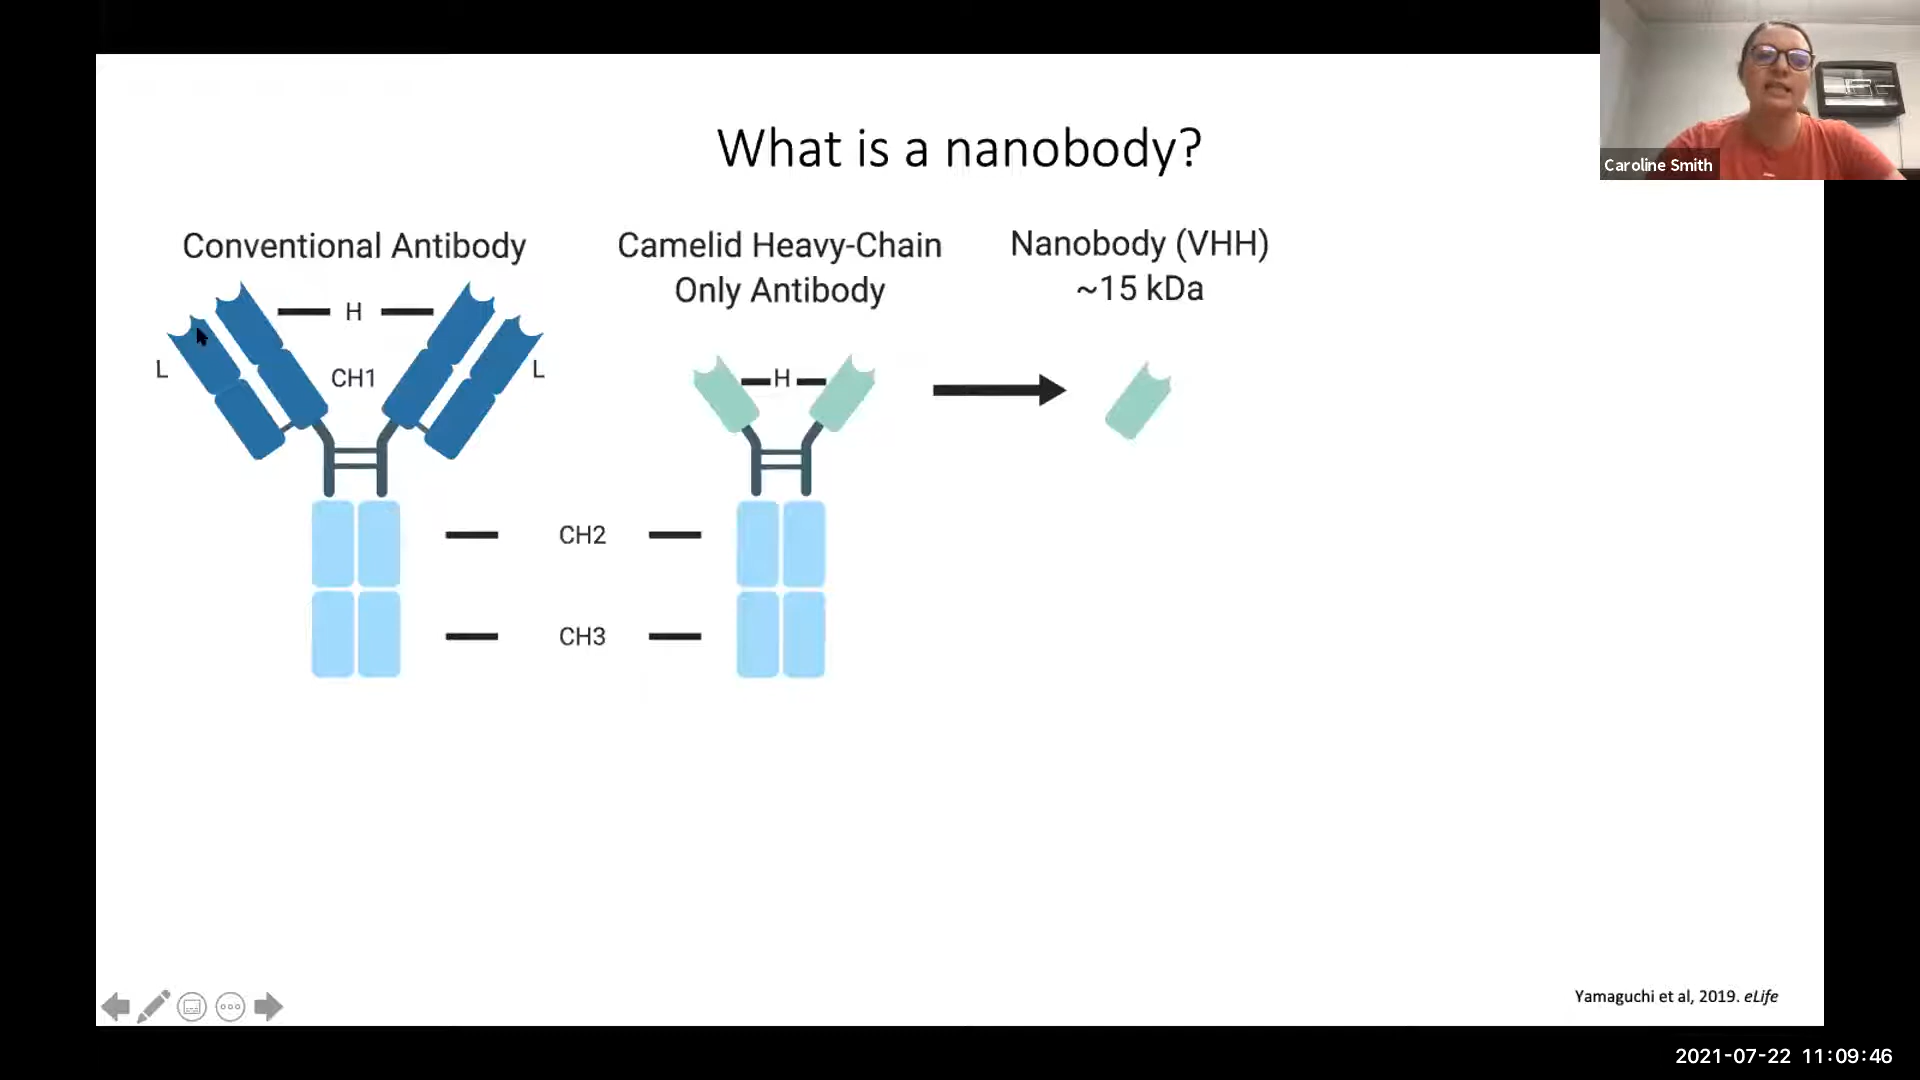 What is a nanobody?
Caroline Smith
Conventional Antibody
Camelid Heavy-Chain
Only Antibody
Nanobody (VHH)
~15 kDa
H
L
CH1
L
H
CH2
CH3
Yamaguchi et al, 2019. eLife
2021-07-22 11:09:46